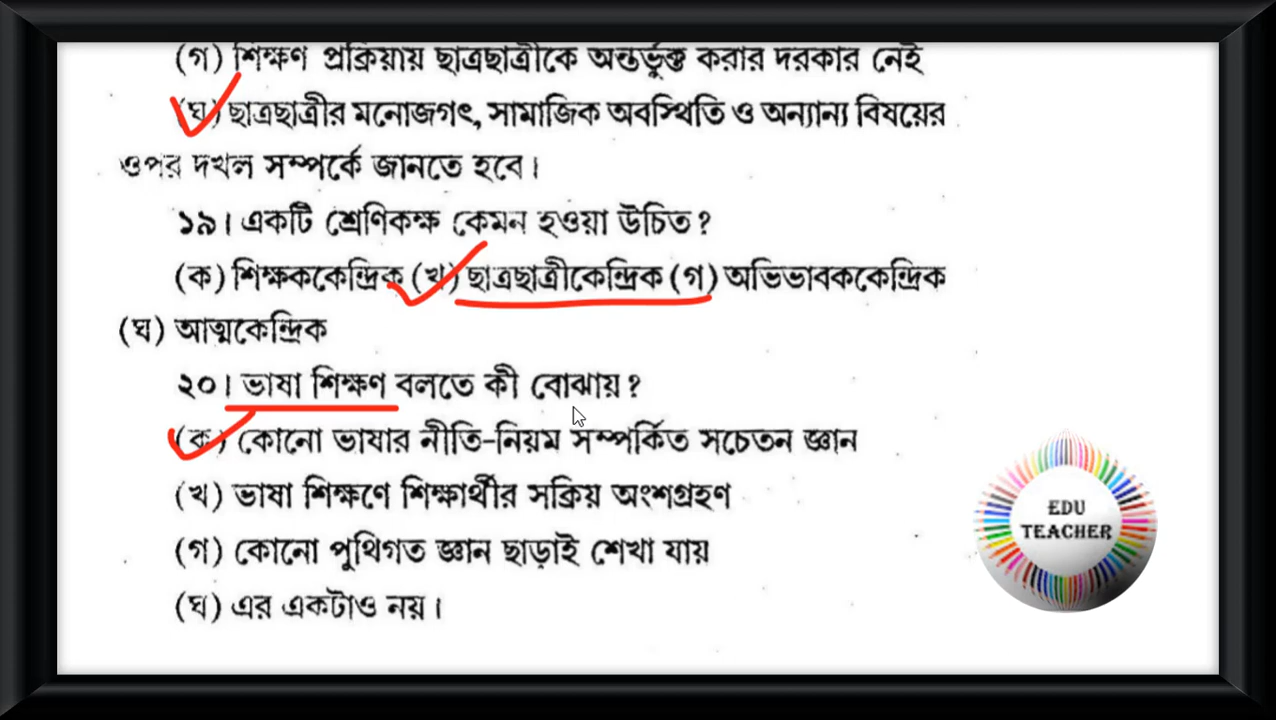 (গ) শিক্ষণ প্রক্রিয়ায় ছাত্রছাত্রীকে অন্তর্ভুক্ত করার দরকার নেই
(ঘ) ছাত্রছাত্রীর মনোজগৎ, সামাজিক অবস্থিতি ও অন্যান্য বিষয়ের
ওপর দখল সম্পর্কে জানতে হবে।
১৯। একটি শ্রেণিকক্ষ কেমন হওয়া উচিত?
(ক) শিক্ষককেন্দ্রিক (খ) ছাত্রছাত্রীকেন্দ্রিক (গ) অভিভাবককেন্দ্রিক
(ঘ) আত্মকেন্দ্রিক
২০। ভাষা শিক্ষণ বলতে কী বোঝায়?
(ক) কোনো ভাষার নীতি-নিয়ম সম্পর্কিত সচেতন জ্ঞান
(খ) ভাষা শিক্ষণে শিক্ষার্থীর সক্রিয় অংশগ্রহণ
(গ) কোনো পুথিগত জ্ঞান ছাড়াই শেখা যায়
(ঘ) এর একটাও নয়।
EDU
TEACHER